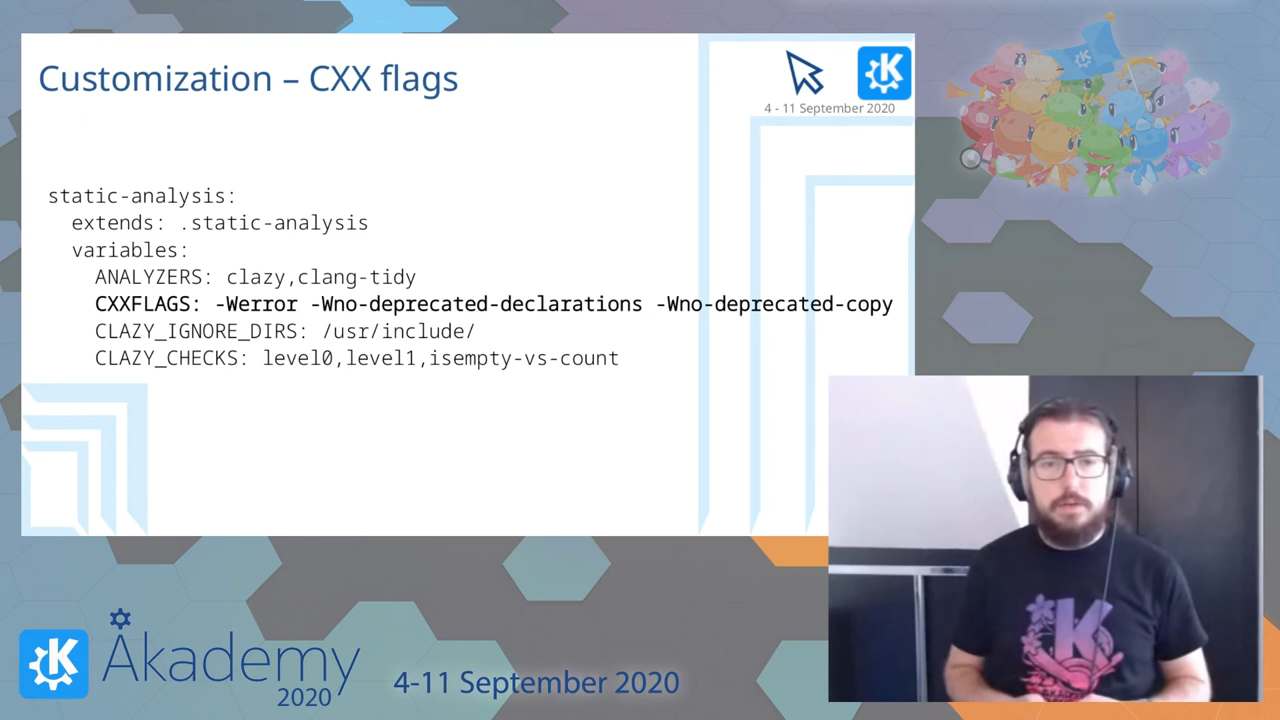 Customization – CXX flags
4 - 11 September 2020
static-analysis:
extends: .static-analysis
variables:
ANALYZERS: clazy,clang-tidy
CXXFLAGS: -Werror -Wno-deprecated-declarations -Wno-deprecated-copy
CLAZY_IGNORE_DIRS: /usr/include/
CLAZY_CHECKS: level0,level1,isempty-vs-count
K
Akademy
2020
4-11 September 2020